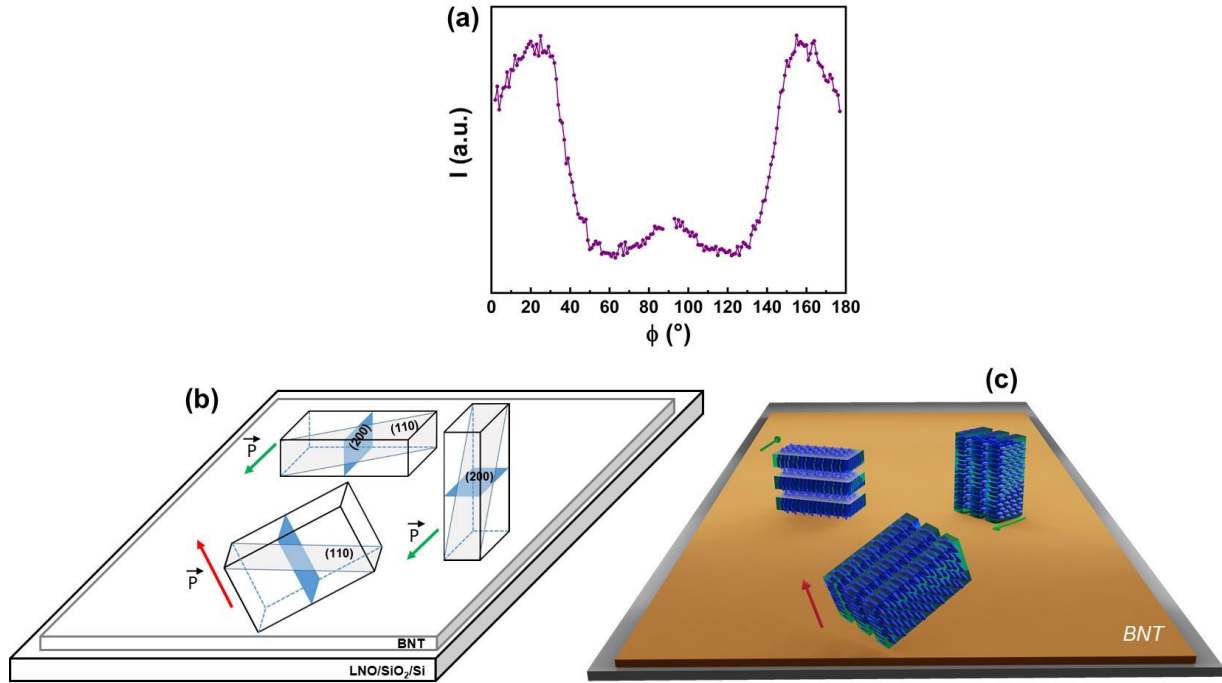 (a)
I (a.u.)
0 20 40 60 80 100 120 140 160 180
ϕ (°)
(b)
(c)
P
(200)
(110)
(200)
P
(110)
P
BNT
LNO/SiO₂/Si
BNT